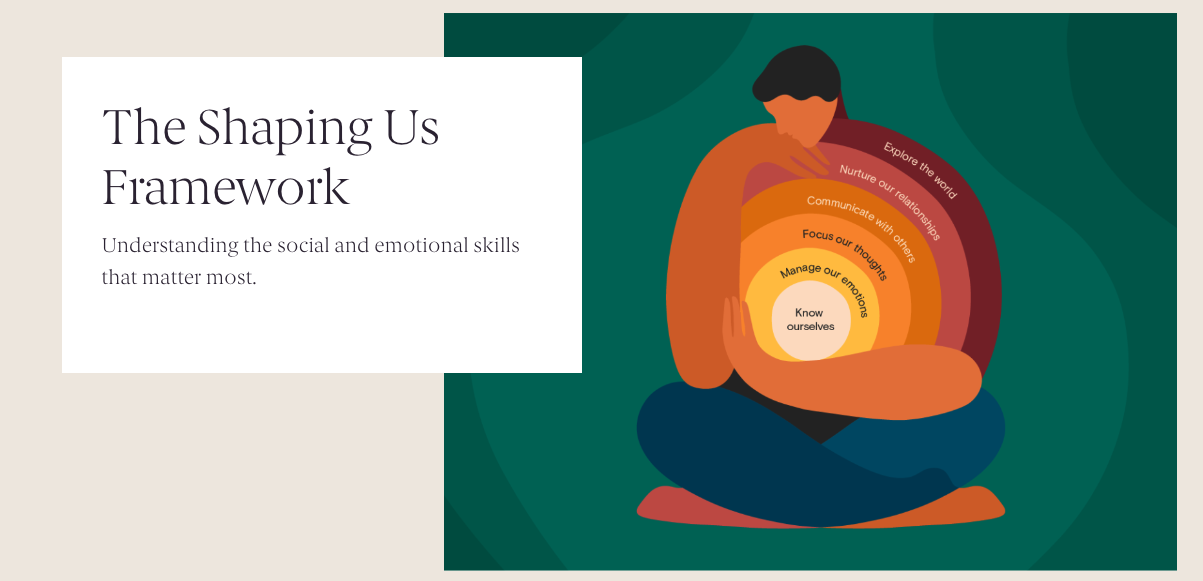 The Shaping Us
Framework
Understanding the social and emotional skills
that matter most.
Explore the world
Nurture our relationships
Communicate with others
Focus our thoughts
Manage our emotions
Know
ourselves